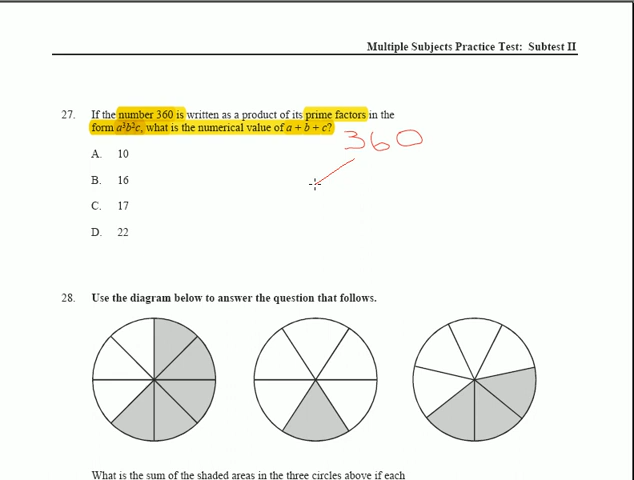 Multiple Subjects Practice Test: Subtest II
27. If the number 360 is written as a product of its prime factors in the
form a³b²c, what is the numerical value of a + b + c?
360
A. 10
B. 16
C. 17
D. 22
28. Use the diagram below to answer the question that follows.
What is the sum of the shaded areas in the three circles above if each